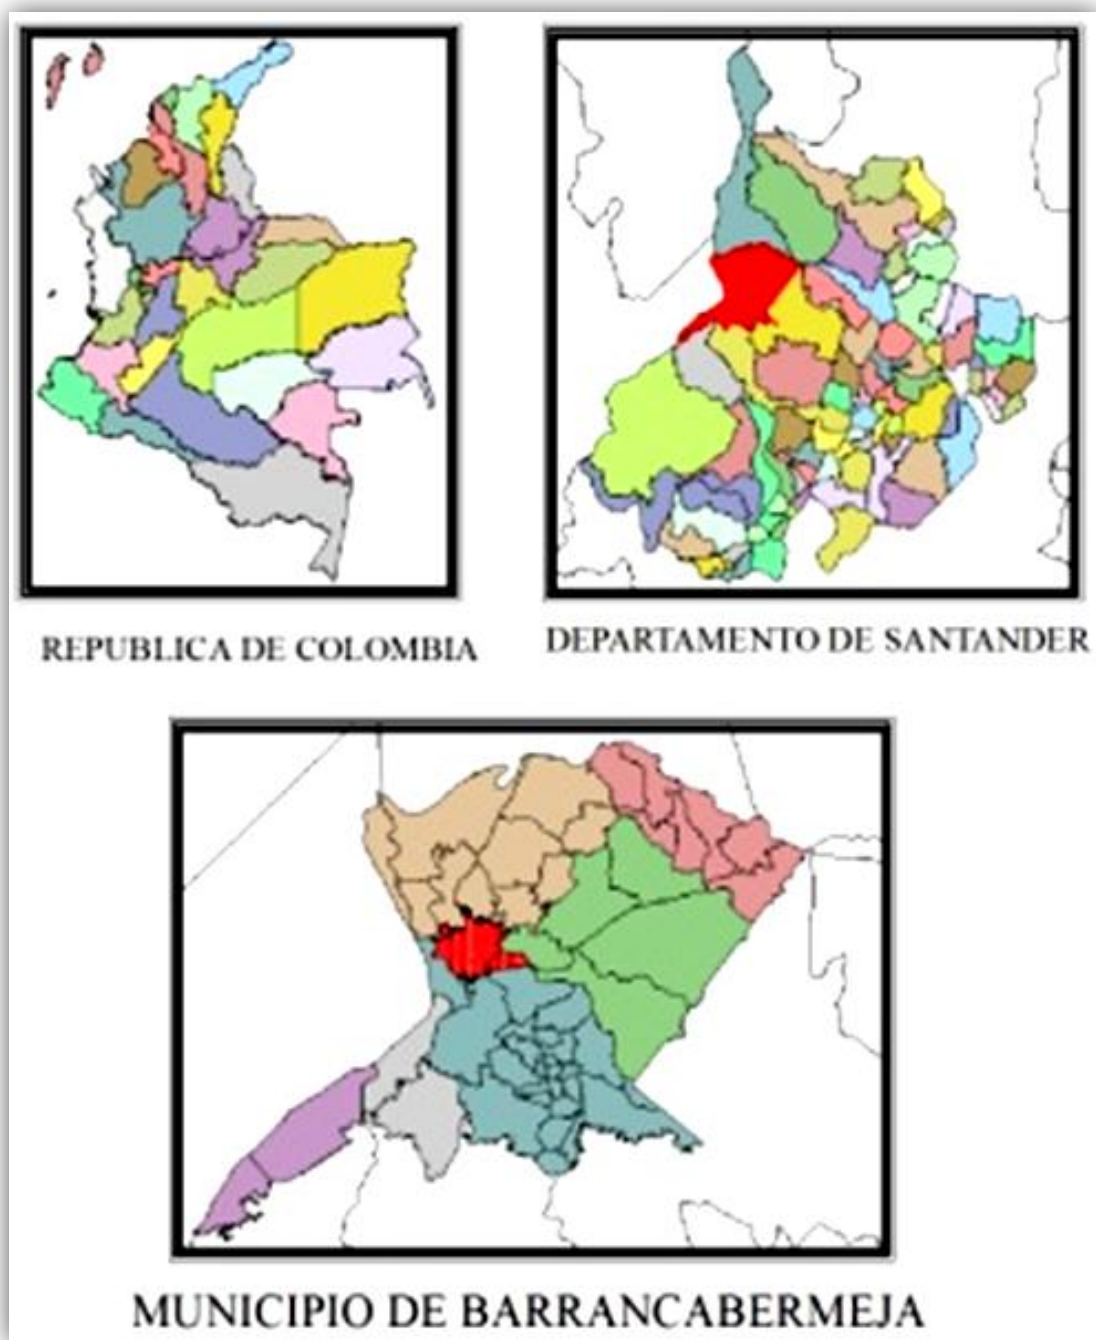 REPUBLICA DE COLOMBIA
DEPARTAMENTO DE SANTANDER
MUNICIPIO DE BARRANCABERMEJA